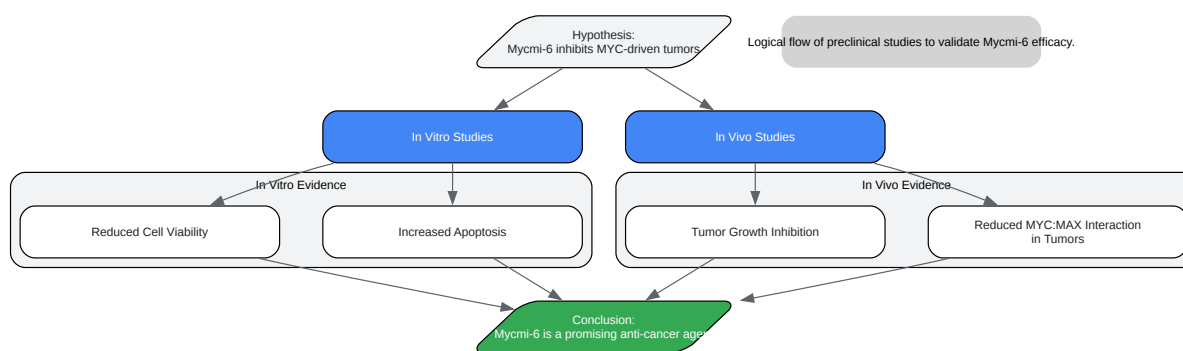 Hypothesis:
Mycmi-6 inhibits MYC-driven tumors
Logical flow of preclinical studies to validate Mycmi-6 efficacy.
In Vitro Studies
In Vivo Studies
In Vitro Evidence
In Vivo Evidence
Reduced Cell Viability
Increased Apoptosis
Tumor Growth Inhibition
Reduced MYC:MAX Interaction
in Tumors
Conclusion:
Mycmi-6 is a promising anti-cancer